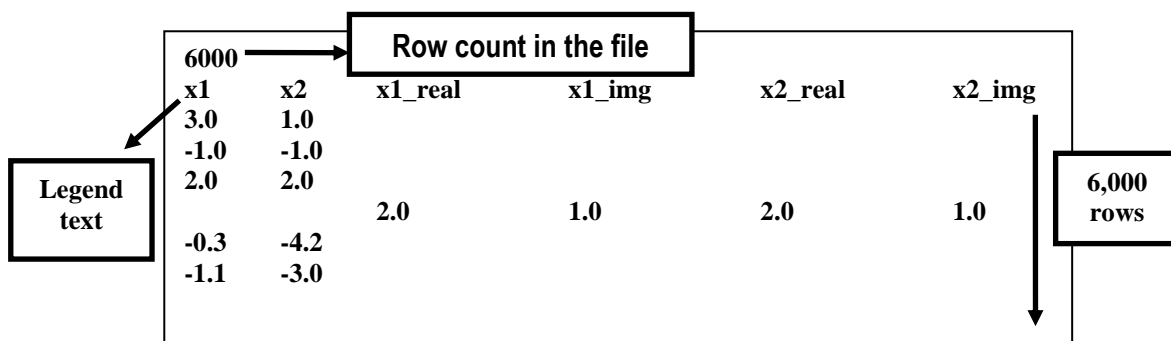 Row count in the file
6000
x1 x2 x1_real x1_img x2_real x2_img
3.0 1.0
-1.0 -1.0
2.0 2.0
2.0 1.0 2.0 1.0
-0.3 -4.2
-1.1 -3.0
Legend
text
6,000
rows